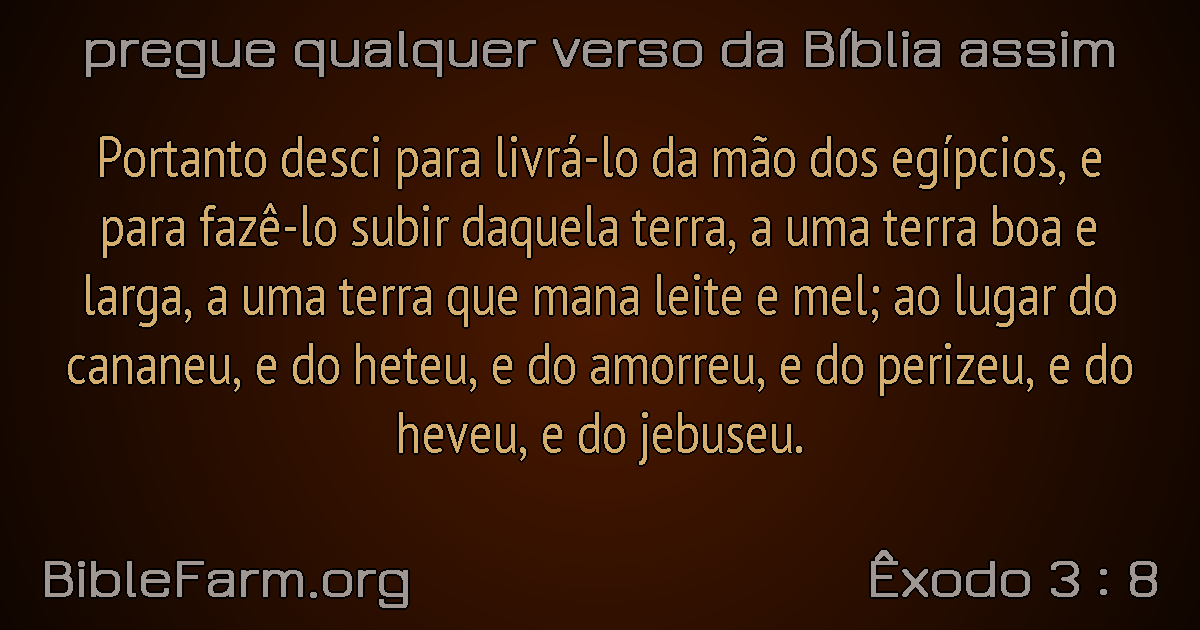 pregue qualquer verso da Bíblia assim
Portanto desci para livrá-lo da mão dos egípcios, e
para fazê-lo subir daquela terra, a uma terra boa e
larga, a uma terra que mana leite e mel; ao lugar do
cananeu, e do heteu, e do amorreu, e do perizeu, e do
heveu, e do jebuseu.
BibleFarm.org
Êxodo 3 : 8